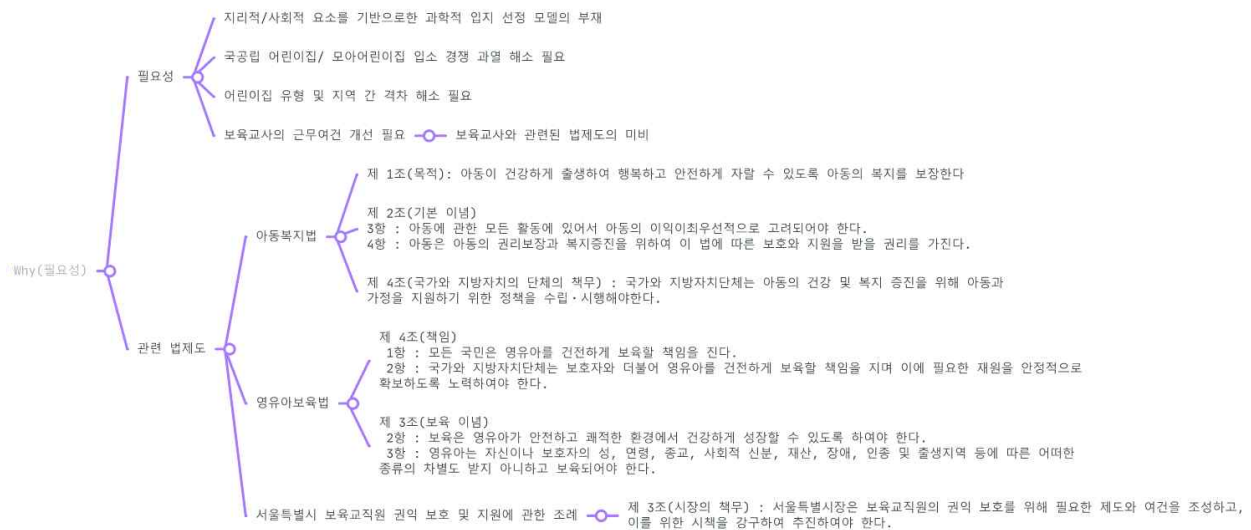 지리적/사회적 요소를 기반으로한 과학적 입지 선정 모델의 부재
국공립 어린이집/ 모아어린이집 입소 경쟁 과열 해소 필요
필요성
어린이집 유형 및 지역 간 격차 해소 필요
보육교사의 근무여건 개선 필요
보육교사와 관련된 법제도의 미비
제 1조(목적): 아동이 건강하게 출생하여 행복하고 안전하게 자랄 수 있도록 아동의 복지를 보장한다
제 2조(기본 이념)
3항 : 아동에 관한 모든 활동에 있어서 아동의 이익이최우선적으로 고려되어야 한다.
아동복지법
4항 : 아동은 아동의 권리보장과 복지증진을 위하여 이 법에 따른 보호와 지원을 받을 권리를 가진다.
Why(필요성)
제 4조(국가와 지방자치의 단체의 책무) : 국가와 지방자치단체는 아동의 건강 및 복지 증진을 위해 아동과
가정을 지원하기 위한 정책을 수립・시행해야한다.
관련 법제도
제 4조(책임)
1항 : 모든 국민은 영유아를 건전하게 보육할 책임을 진다.
2항 : 국가와 지방자치단체는 보호자와 더불어 영유아를 건전하게 보육할 책임을 지며 이에 필요한 재원을 안정적으로
확보하도록 노력하여야 한다.
영유아보육법
제 3조(보육 이념)
2항 : 보육은 영유아가 안전하고 쾌적한 환경에서 건강하게 성장할 수 있도록 하여야 한다.
3항 : 영유아는 자신이나 보호자의 성, 연령, 종교, 사회적 신분, 재산, 장애, 인종 및 출생지역 등에 따른 어떠한
종류의 차별도 받지 아니하고 보육되어야 한다.
서울특별시 보육교직원 권익 보호 및 지원에 관한 조례
제 3조(시장의 책무) : 서울특별시장은 보육교직원의 권익 보호를 위해 필요한 제도와 여건을 조성하고,
이를 위한 시책을 강구하여 추진하여야 한다.